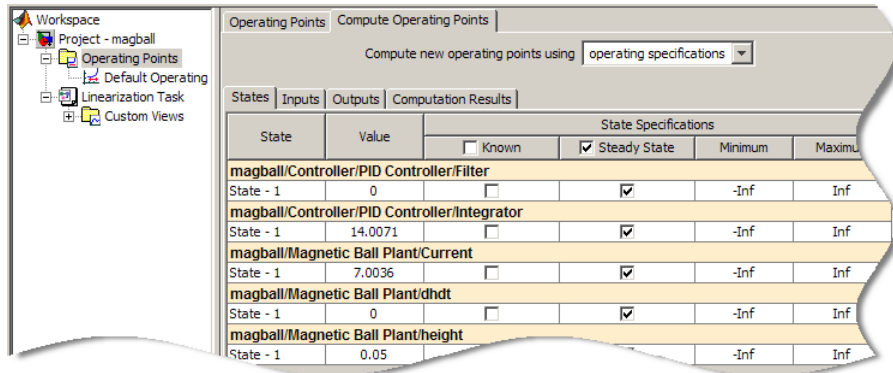 Workspace
Project - magball
Operating Points
Default Operating
Linearization Task
Custom Views
Operating Points Compute Operating Points
Compute new operating points using operating specifications
States Inputs Outputs Computation Results
State Value State Specifications
Known Steady State Minimum Maximu
magball/Controller/PID Controller/Filter
State - 1 0 -Inf Inf
magball/Controller/PID Controller/Integrator
State - 1 14.0071 -Inf Inf
magball/Magnetic Ball Plant/Current
State - 1 7.0036 -Inf Inf
magball/Magnetic Ball Plant/dhdt
State - 1 0 -Inf Inf
magball/Magnetic Ball Plant/height
State - 1 0.05 -Inf Inf